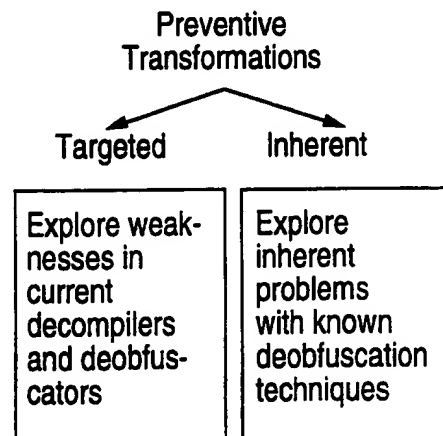 Preventive
Transformations
Targeted
Inherent
Explore weak-
nesses in
current
decompilers
and deobfus-
cators
Explore
inherent
problems
with known
deobfuscation
techniques